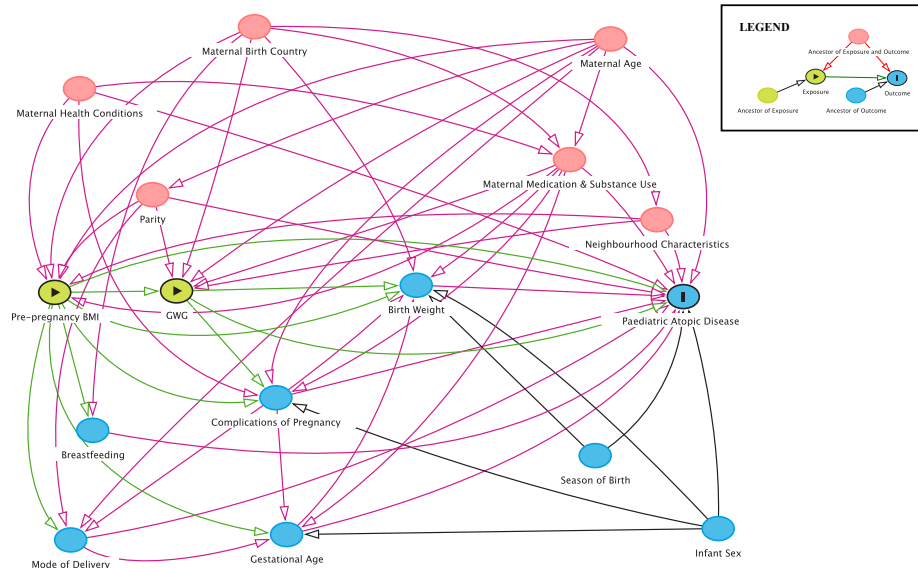 LEGEND
Ancestor of Exposure and Outcome
Exposure
Outcome
Ancestor of Exposure
Ancestor of Outcome
Maternal Birth Country
Maternal Age
Maternal Health Conditions
Maternal Medication & Substance Use
Parity
Neighbourhood Characteristics
Pre-pregnancy BMI
GWG
Birth Weight
Paediatric Atopic Disease
Complications of Pregnancy
Breastfeeding
Season of Birth
Mode of Delivery
Gestational Age
Infant Sex